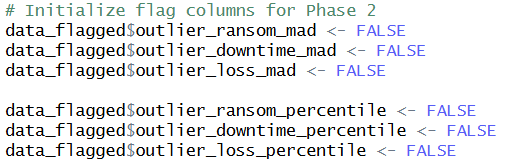 # Initialize flag columns for Phase 2
data_flagged$outlier_ransom_mad <- FALSE
data_flagged$outlier_downtime_mad <- FALSE
data_flagged$outlier_loss_mad <- FALSE

data_flagged$outlier_ransom_percentile <- FALSE
data_flagged$outlier_downtime_percentile <- FALSE
data_flagged$outlier_loss_percentile <- FALSE